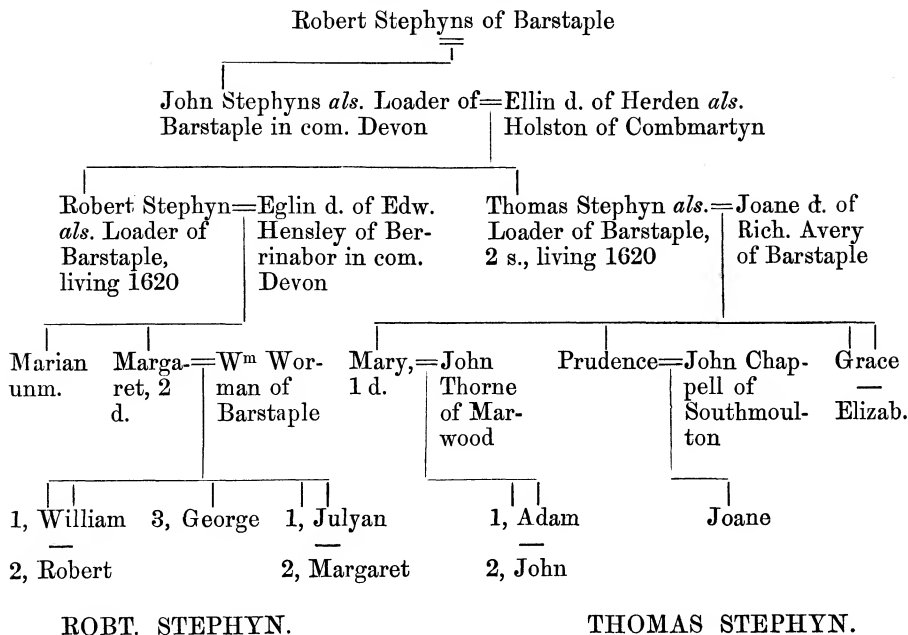 Robert Stephyns of Barstaple
John Stephyns als. Loader of=Ellin d. of Herden als.
Barstaple in com. Devon Holston of Combmartyn
Robert Stephyn=Eglin d. of Edw.
als. Loader of Hensley of Ber-
Barstaple, rinabor in com.
living 1620 Devon
Thomas Stephyn als.=Joane d. of
Loader of Barstaple, Rich. Avery
2 s., living 1620 of Barstaple
Marian
unm.
Marga-=Wm Wor-
ret, 2 man of
d. Barstaple
Mary,=John
1 d. Thorne
of Mar-
wood
Prudence=John Chap-
pell of
Southmoul-
ton
Grace
Elizab.
1, William 3, George 1, Julyan
2, Robert 2, Margaret
1, Adam
2, John
Joane
ROBT. STEPHYN. THOMAS STEPHYN.